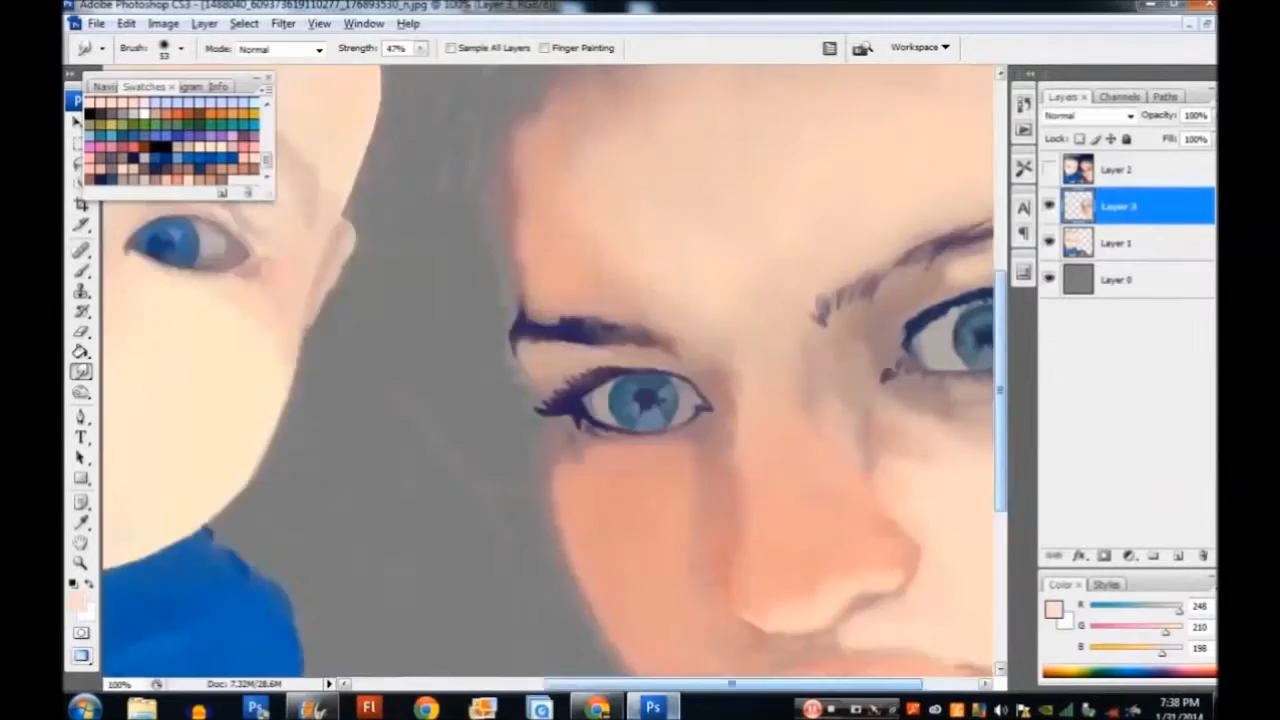 Adobe Photoshop CS3 - [1488040_609373619110277_176893530_n.jpg @ 100% (Layer 3, RGB/8)]
File Edit Image Layer Select Filter View Window Help
Brush: 53 Mode: Normal Strength: 47% Sample All Layers Finger Painting Workspace
Swatches Info
Layers Channels Paths
Normal Opacity: 100%
Lock: Fill: 100%
Layer 2
Layer 3
Layer 1
Layer 0
Color Styles
R 248
G 210
B 198
100% Doc: 7.32M/28.6M
7:38 PM
1/31/2014